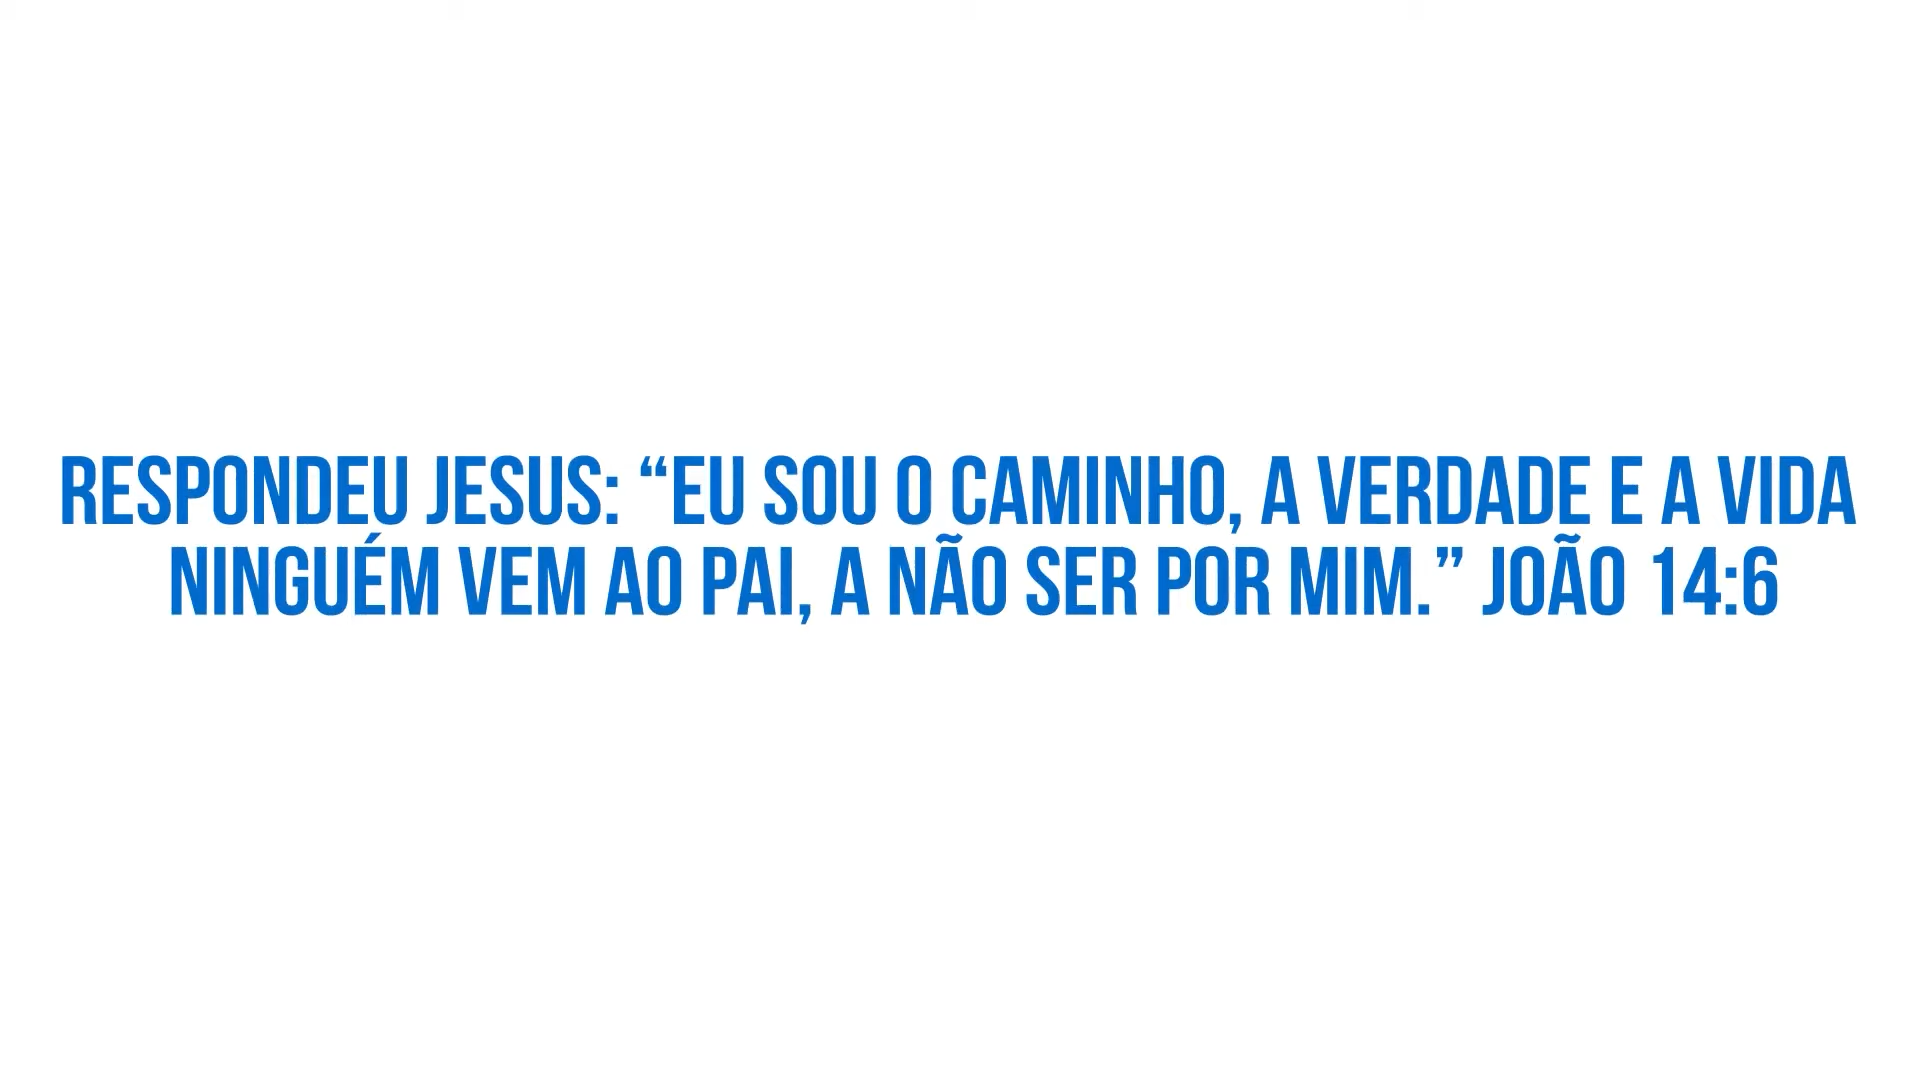 RESPONDEU JESUS: “EU SOU O CAMINHO, A VERDADE E A VIDA
NINGUÉM VEM AO PAI, A NÃO SER POR MIM.” JOÃO 14:6